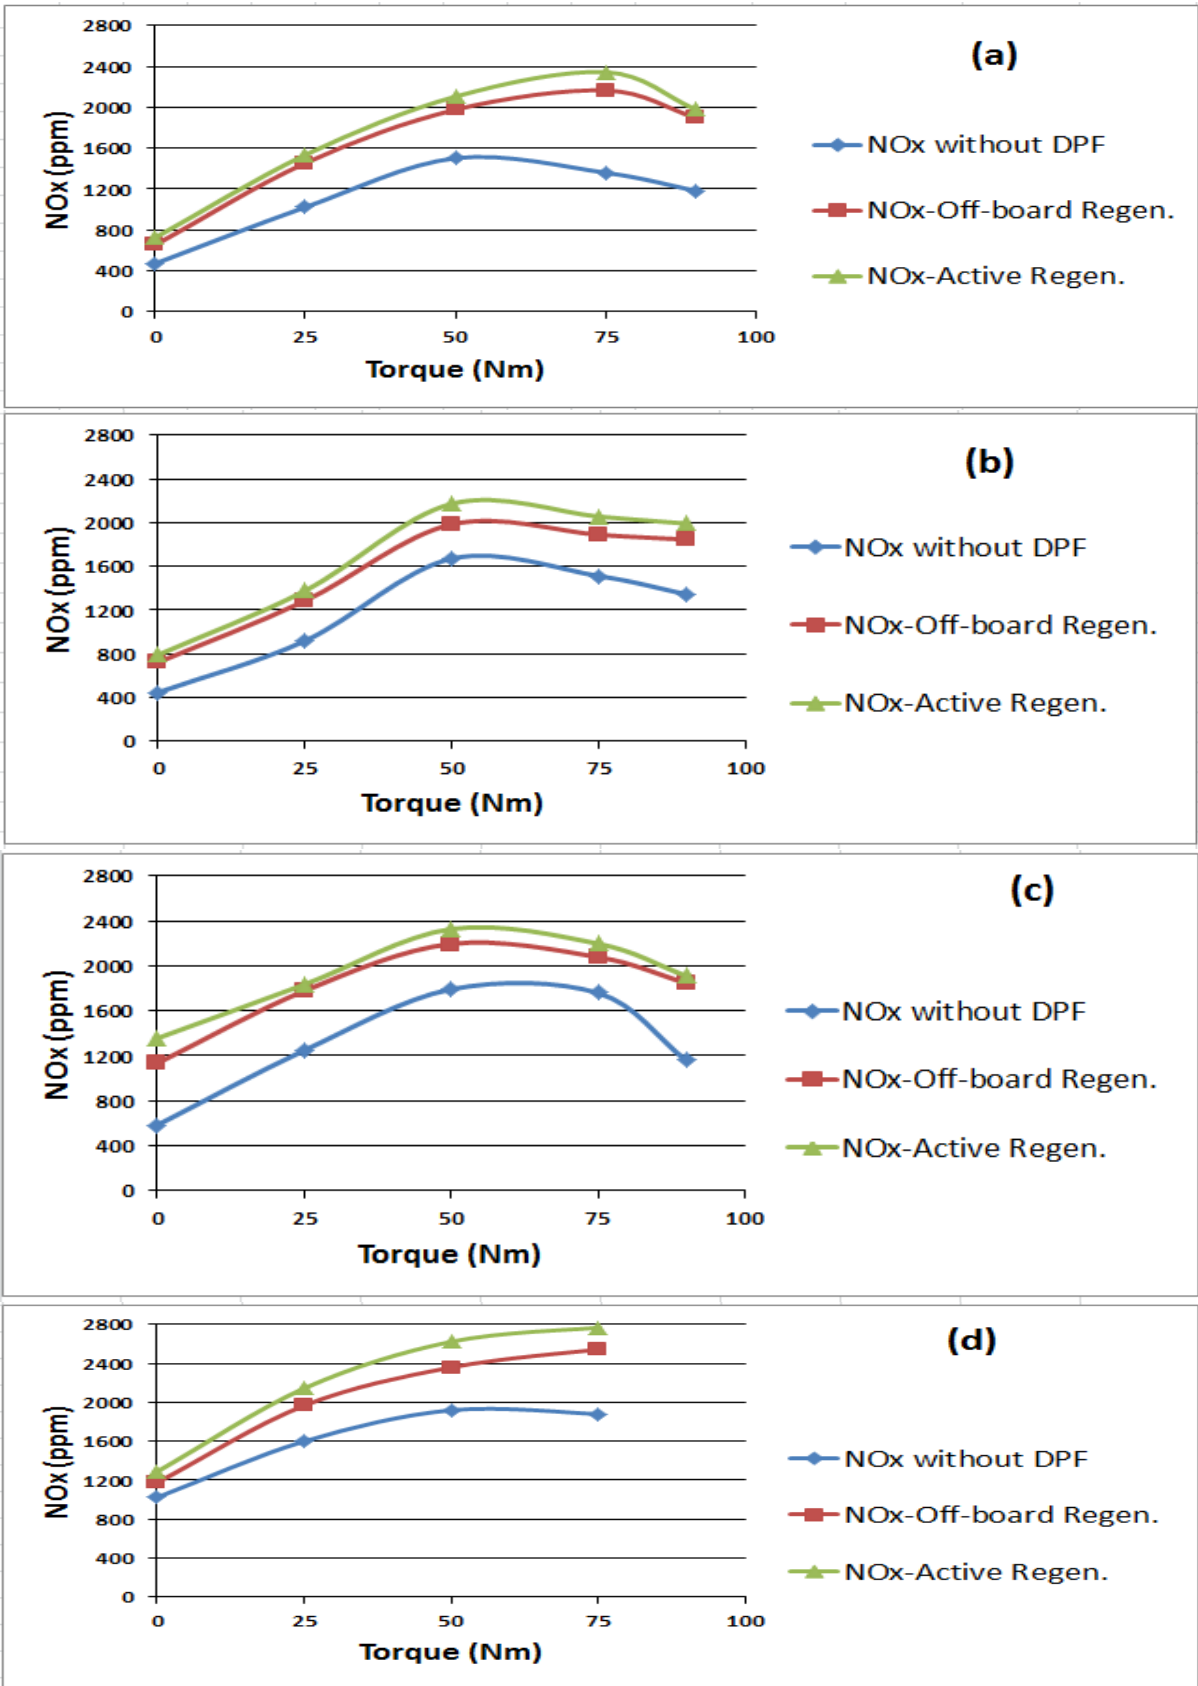 (a)
2800
2400
2000
1600
1200
800
400
0
NOx (ppm)
0 25 50 75 100
Torque (Nm)
NOx without DPF
NOx-Off-board Regen.
NOx-Active Regen.
(b)
2800
2400
2000
1600
1200
800
400
0
NOx (ppm)
0 25 50 75 100
Torque (Nm)
NOx without DPF
NOx-Off-board Regen.
NOx-Active Regen.
(c)
2800
2400
2000
1600
1200
800
400
0
NOx (ppm)
0 25 50 75 100
Torque (Nm)
NOx without DPF
NOx-Off-board Regen.
NOx-Active Regen.
(d)
2800
2400
2000
1600
1200
800
400
0
NOx (ppm)
0 25 50 75 100
Torque (Nm)
NOx without DPF
NOx-Off-board Regen.
NOx-Active Regen.